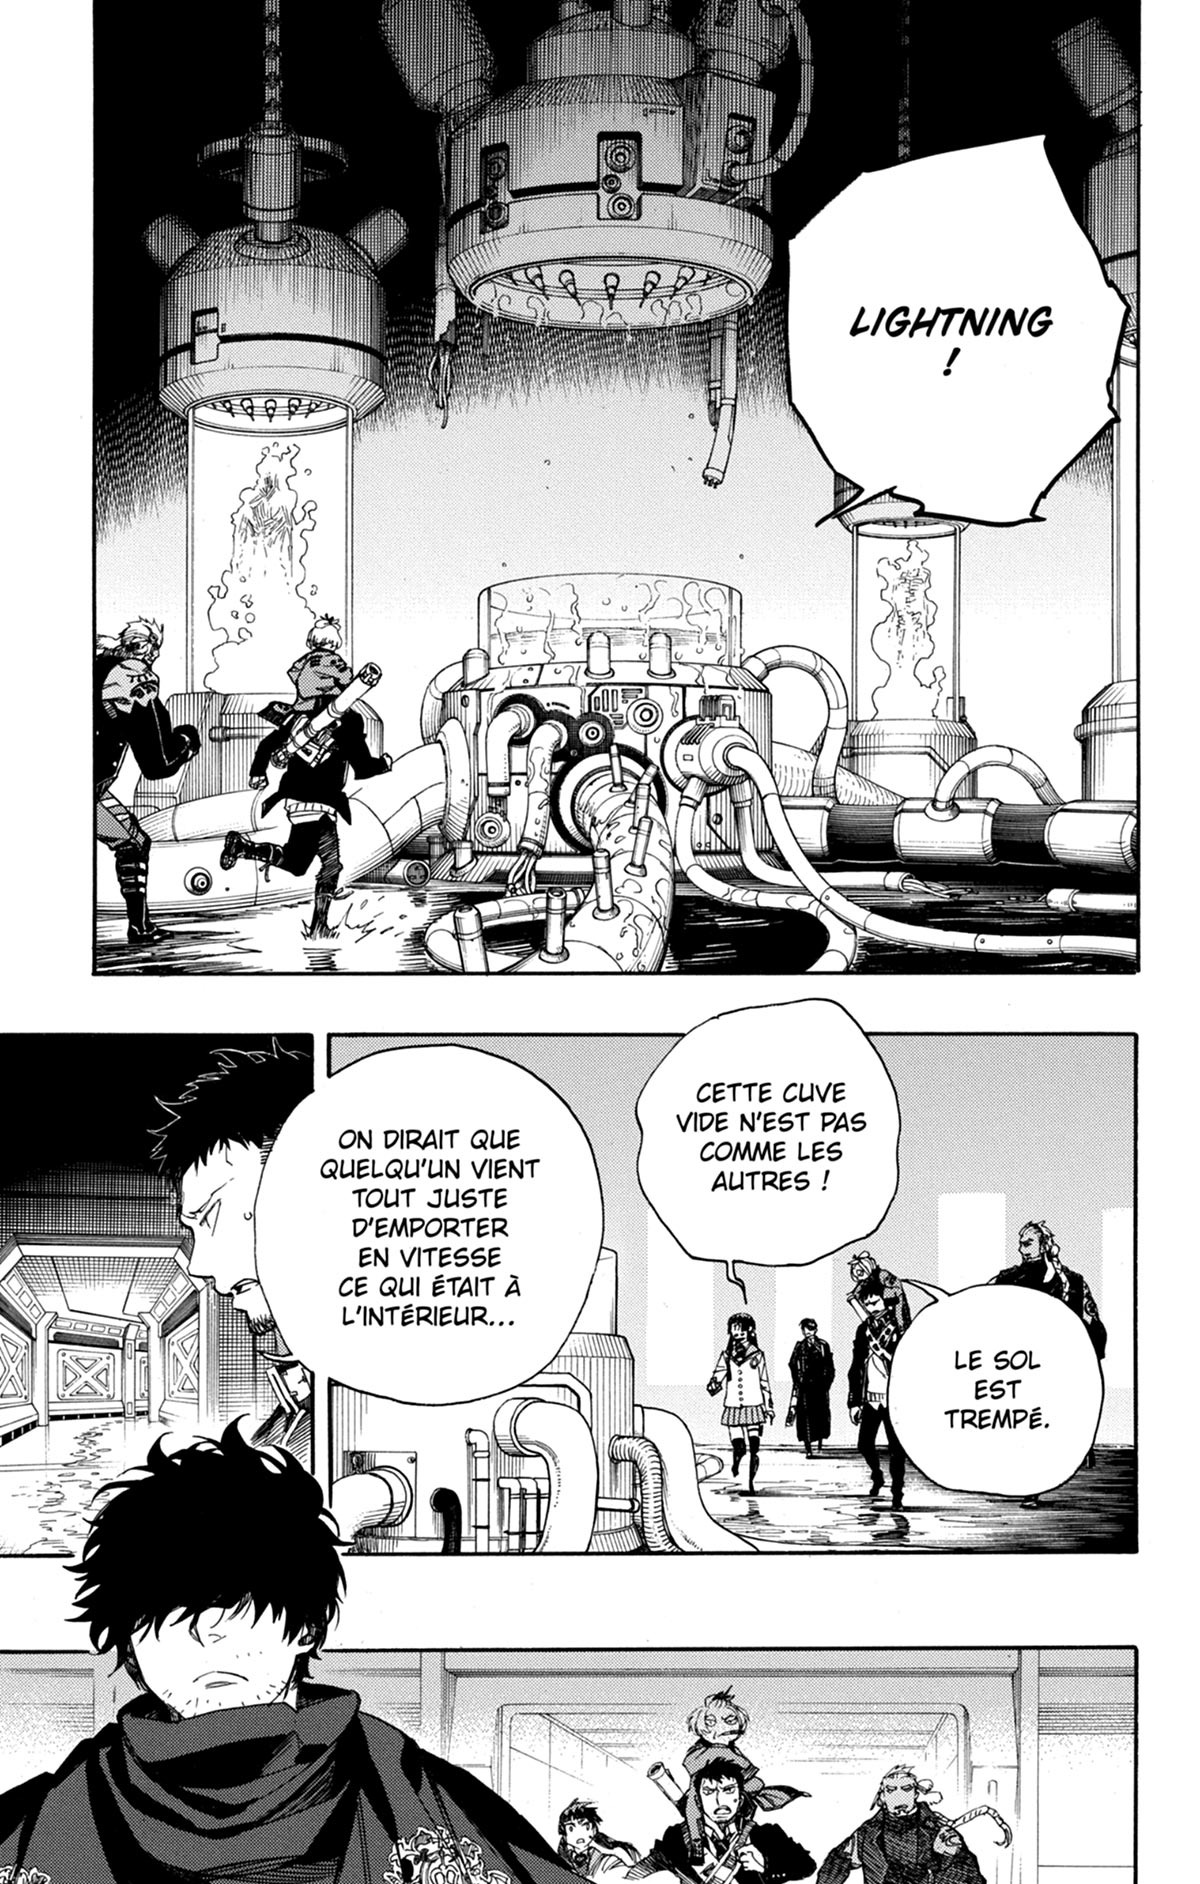 LIGHTNING
!
CETTE CUVE
VIDE N'EST PAS
COMME LES
AUTRES !
LE SOL
EST
TREMPÉ.
ON DIRAIT QUE
QUELQU'UN VIENT
TOUT JUSTE
D'EMPORTER
EN VITESSE
CE QUI ÉTAIT À
L'INTÉRIEUR...